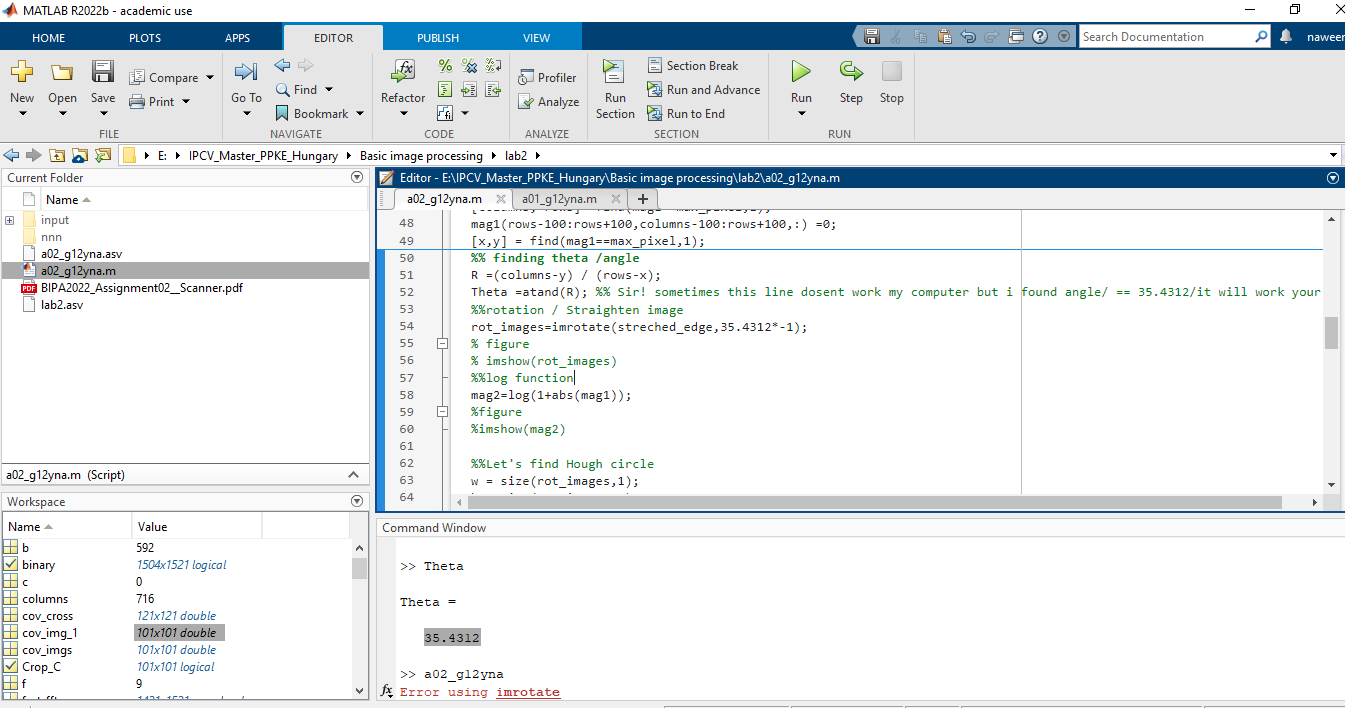 MATLAB R2022b - academic use
HOME PLOTS APPS EDITOR PUBLISH VIEW
Search Documentation
naweer
New Open Save Compare Print
Go To Find Bookmark
Refactor
Profiler Analyze
Run Section
Section Break
Run and Advance
Run to End
Run Step Stop
FILE NAVIGATE CODE ANALYZE SECTION RUN
E: IPCV_Master_PPKE_Hungary Basic image processing lab2
Current Folder
Name
input
nnn
a02_g12yna.asv
a02_g12yna.m
BIPA2022_Assignment02__Scanner.pdf
lab2.asv
a02_g12yna.m (Script)
Workspace
Name Value
b 592
binary 1504x1521 logical
c 0
columns 716
cov_cross 121x121 double
cov_img_1 101x101 double
cov_imgs 101x101 double
Crop_C 101x101 logical
f 9
Editor - E:\IPCV_Master_PPKE_Hungary\Basic image processing\lab2\a02_g12yna.m
a02_g12yna.m a01_g12yna.m
48 mag1(rows-100:rows+100,columns-100:rows+100,:) =0;
49 [x,y] = find(mag1==max_pixel,1);
50 %% finding theta /angle
51 R =(columns-y) / (rows-x);
52 Theta =atand(R); %% Sir! sometimes this line dosent work my computer but i found angle/ == 35.4312/it will work your
53 %%rotation / Straighten image
54 rot_images=imrotate(streched_edge,35.4312*-1);
55 % figure
56 % imshow(rot_images)
57 %%log function
58 mag2=log(1+abs(mag1));
59 %figure
60 %imshow(mag2)
61
62 %%Let's find Hough circle
63 w = size(rot_images,1);
64
Command Window
>> Theta
Theta =
35.4312
>> a02_g12yna
fx Error using imrotate